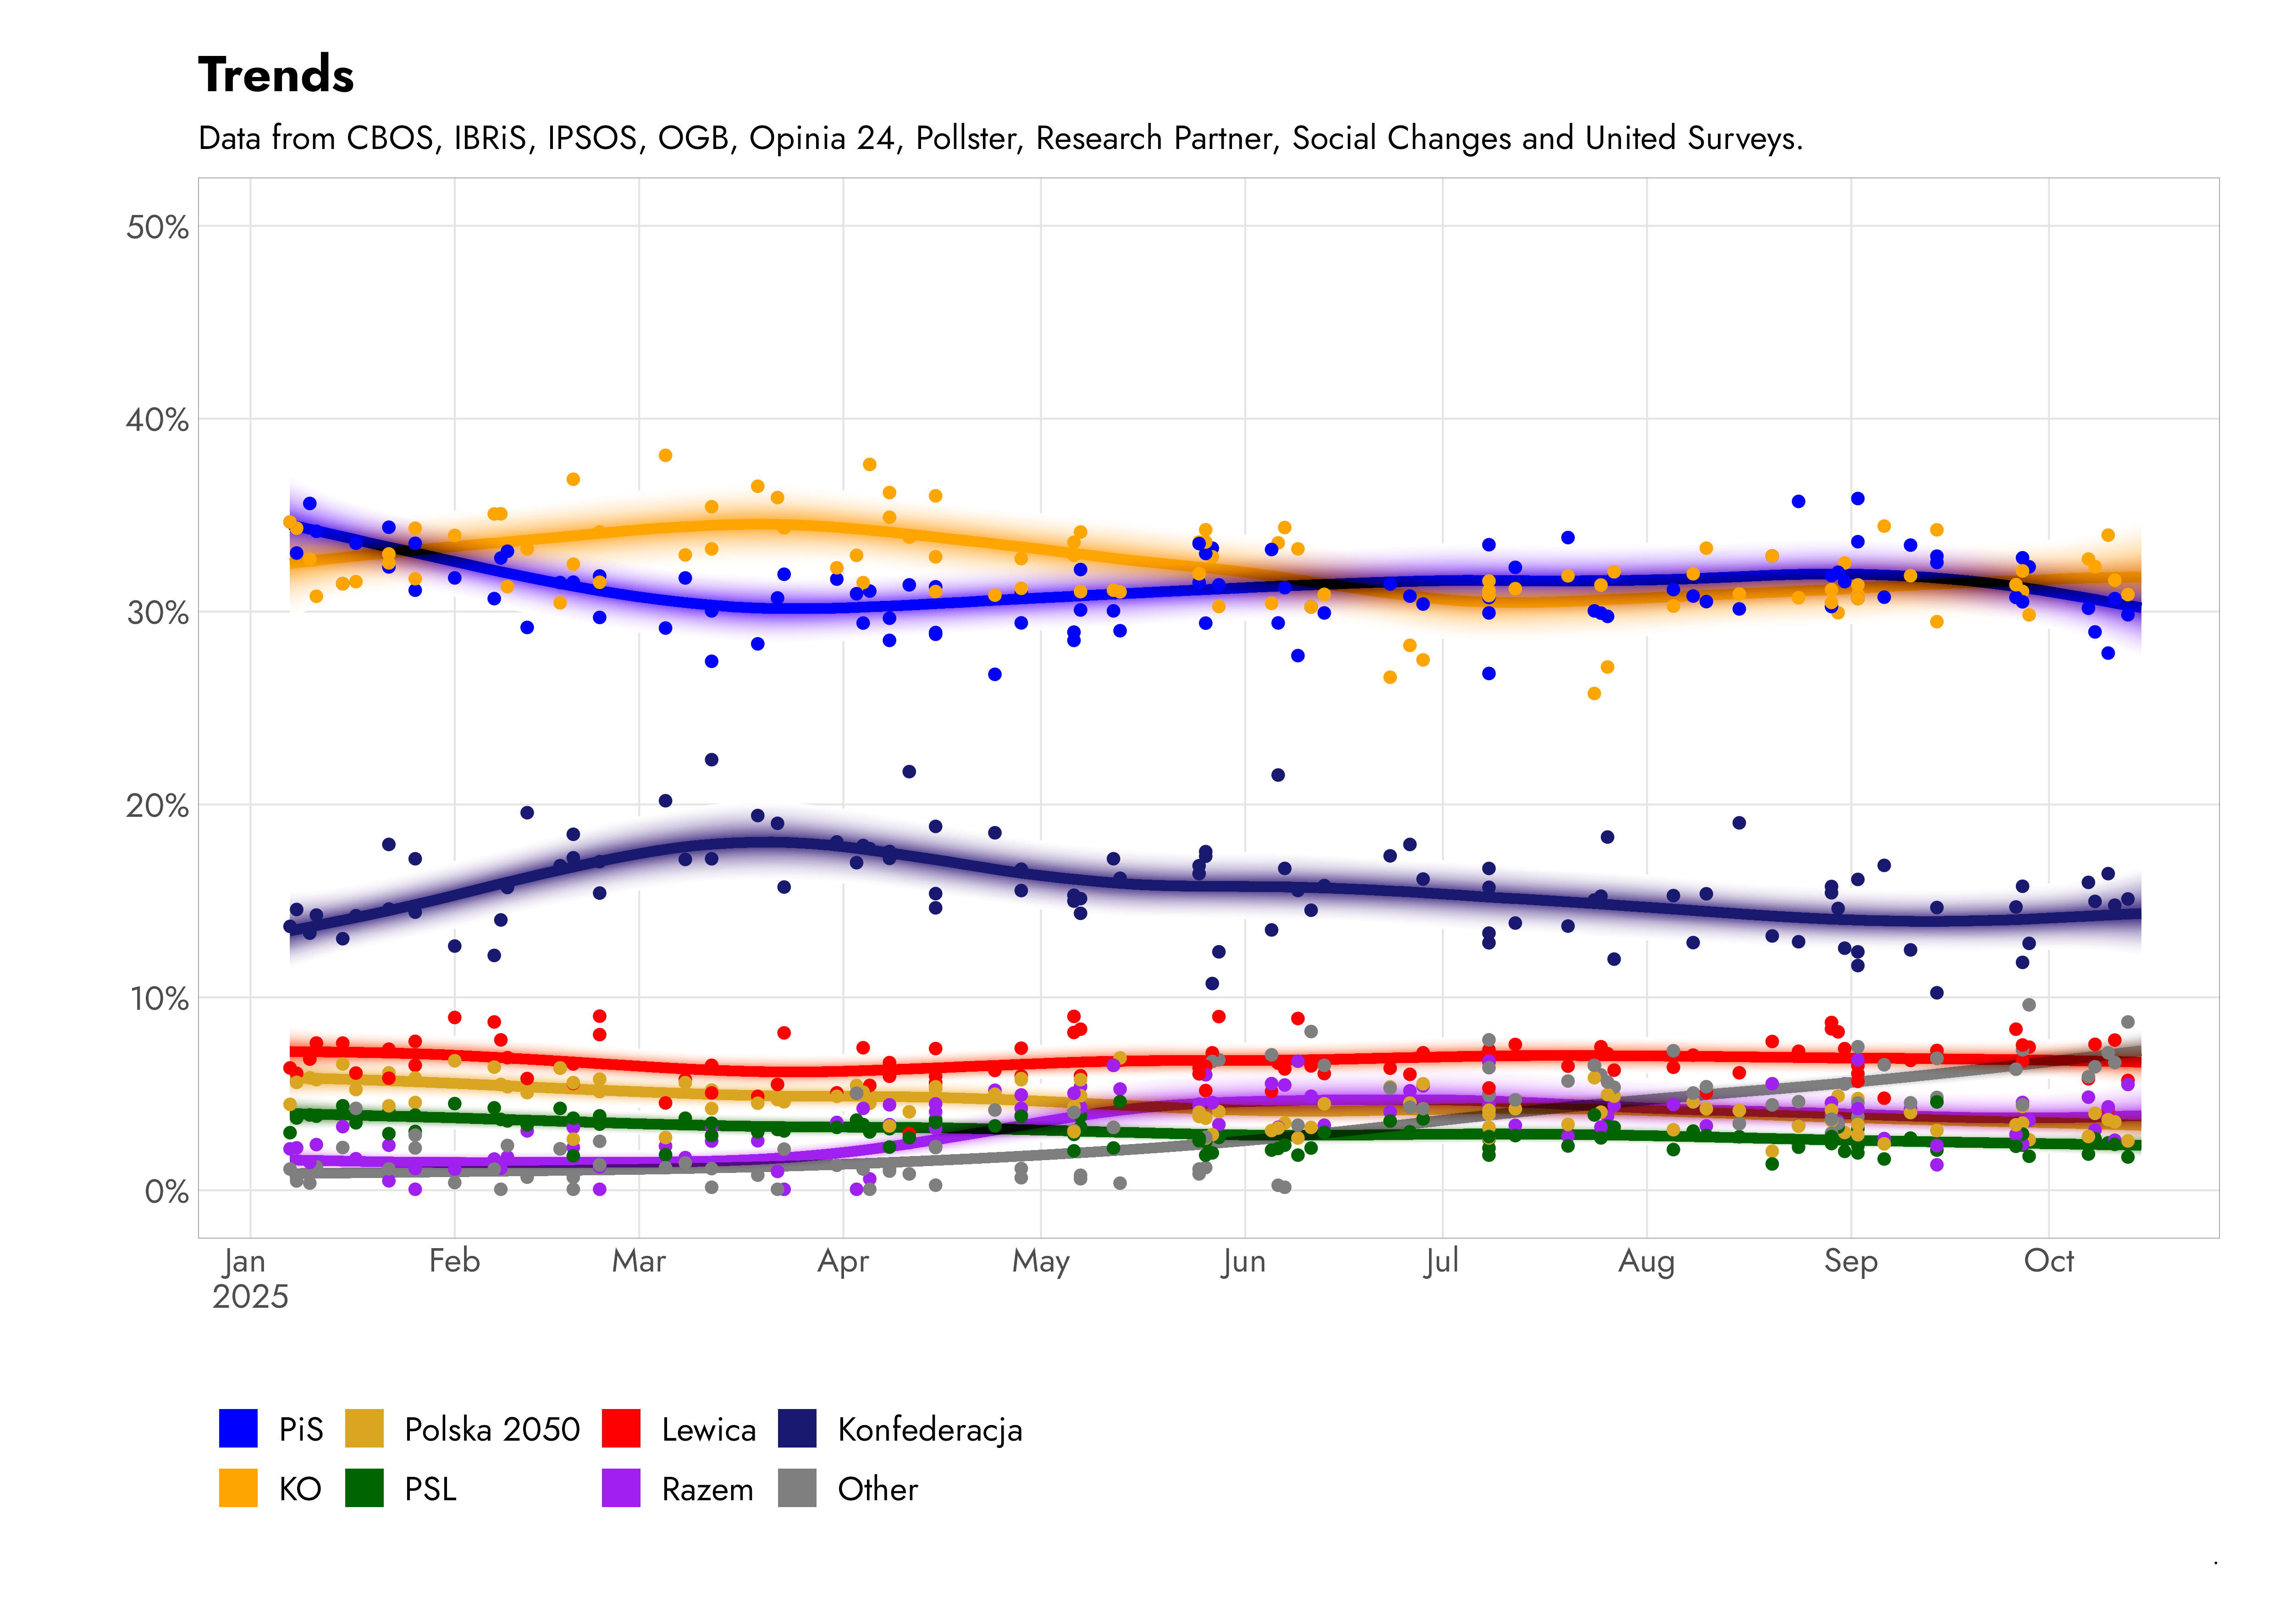 Trends
Data from CBOS, IBRiS, IPSOS, OGB, Opinia 24, Pollster, Research Partner, Social Changes and United Surveys.
50%
40%
30%
20%
10%
0%
Jan Feb Mar Apr May Jun Jul Aug Sep Oct
2025
PiS Polska 2050 Lewica Konfederacja
KO PSL Razem Other
.